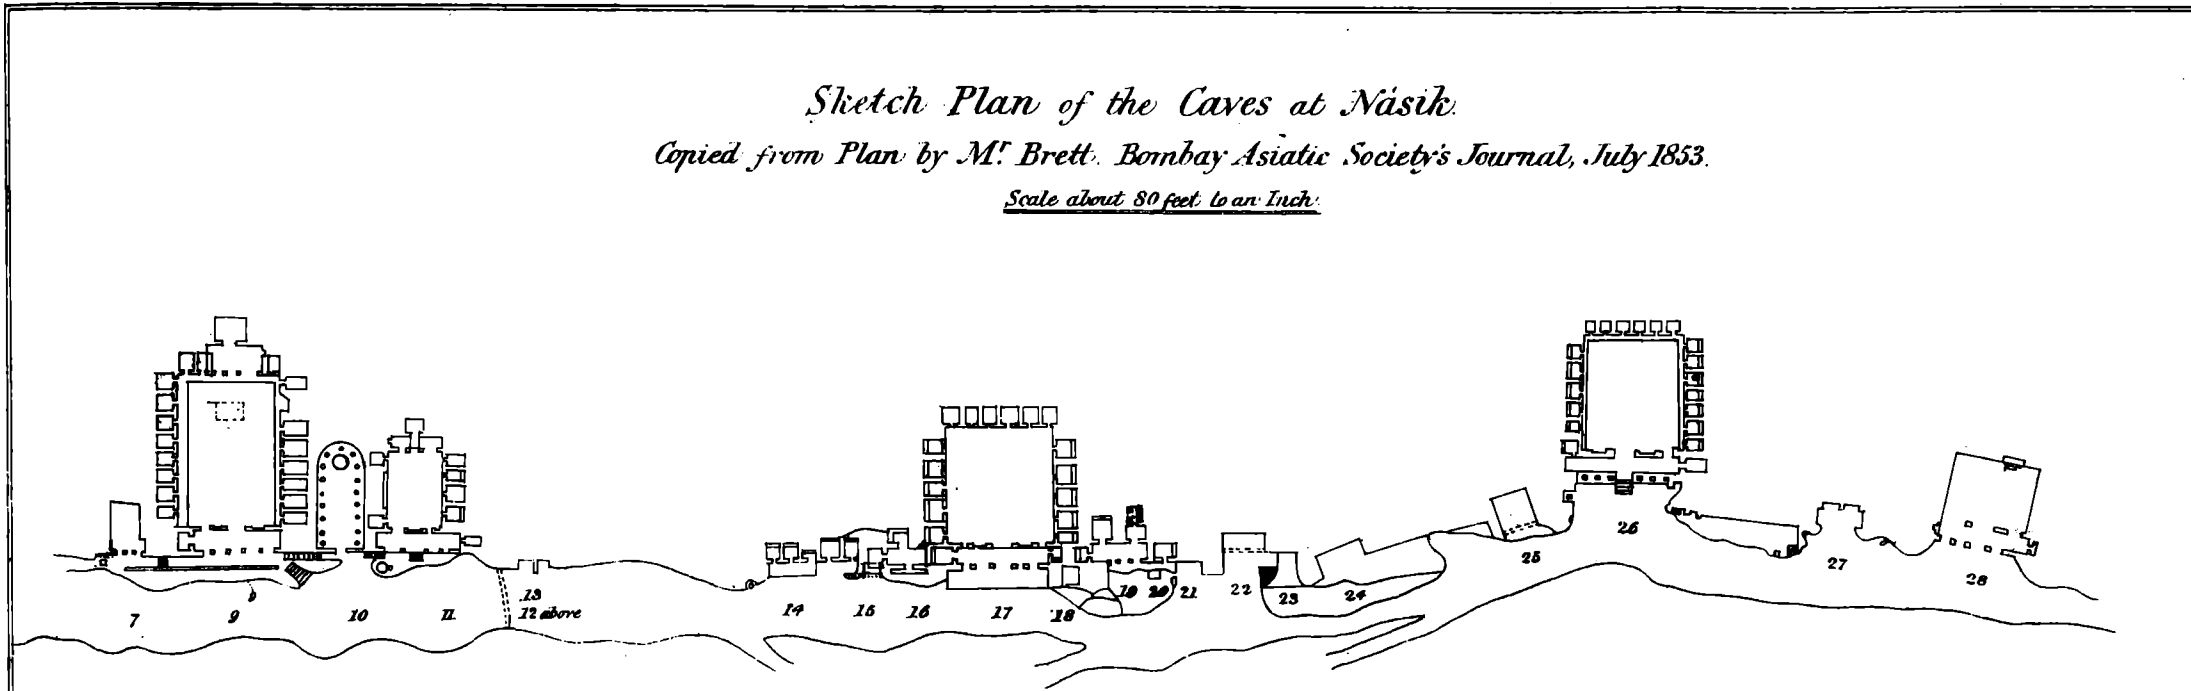 Sketch Plan of the Caves at Násik.
Copied from Plan by Mr. Brett. Bombay Asiatic Society's Journal, July 1853.
Scale about 80 feet to an Inch.
7 9 10 11 13 14 15 16 17 18 19 20 21 22 23 24 25 26 27 28
12 above
b